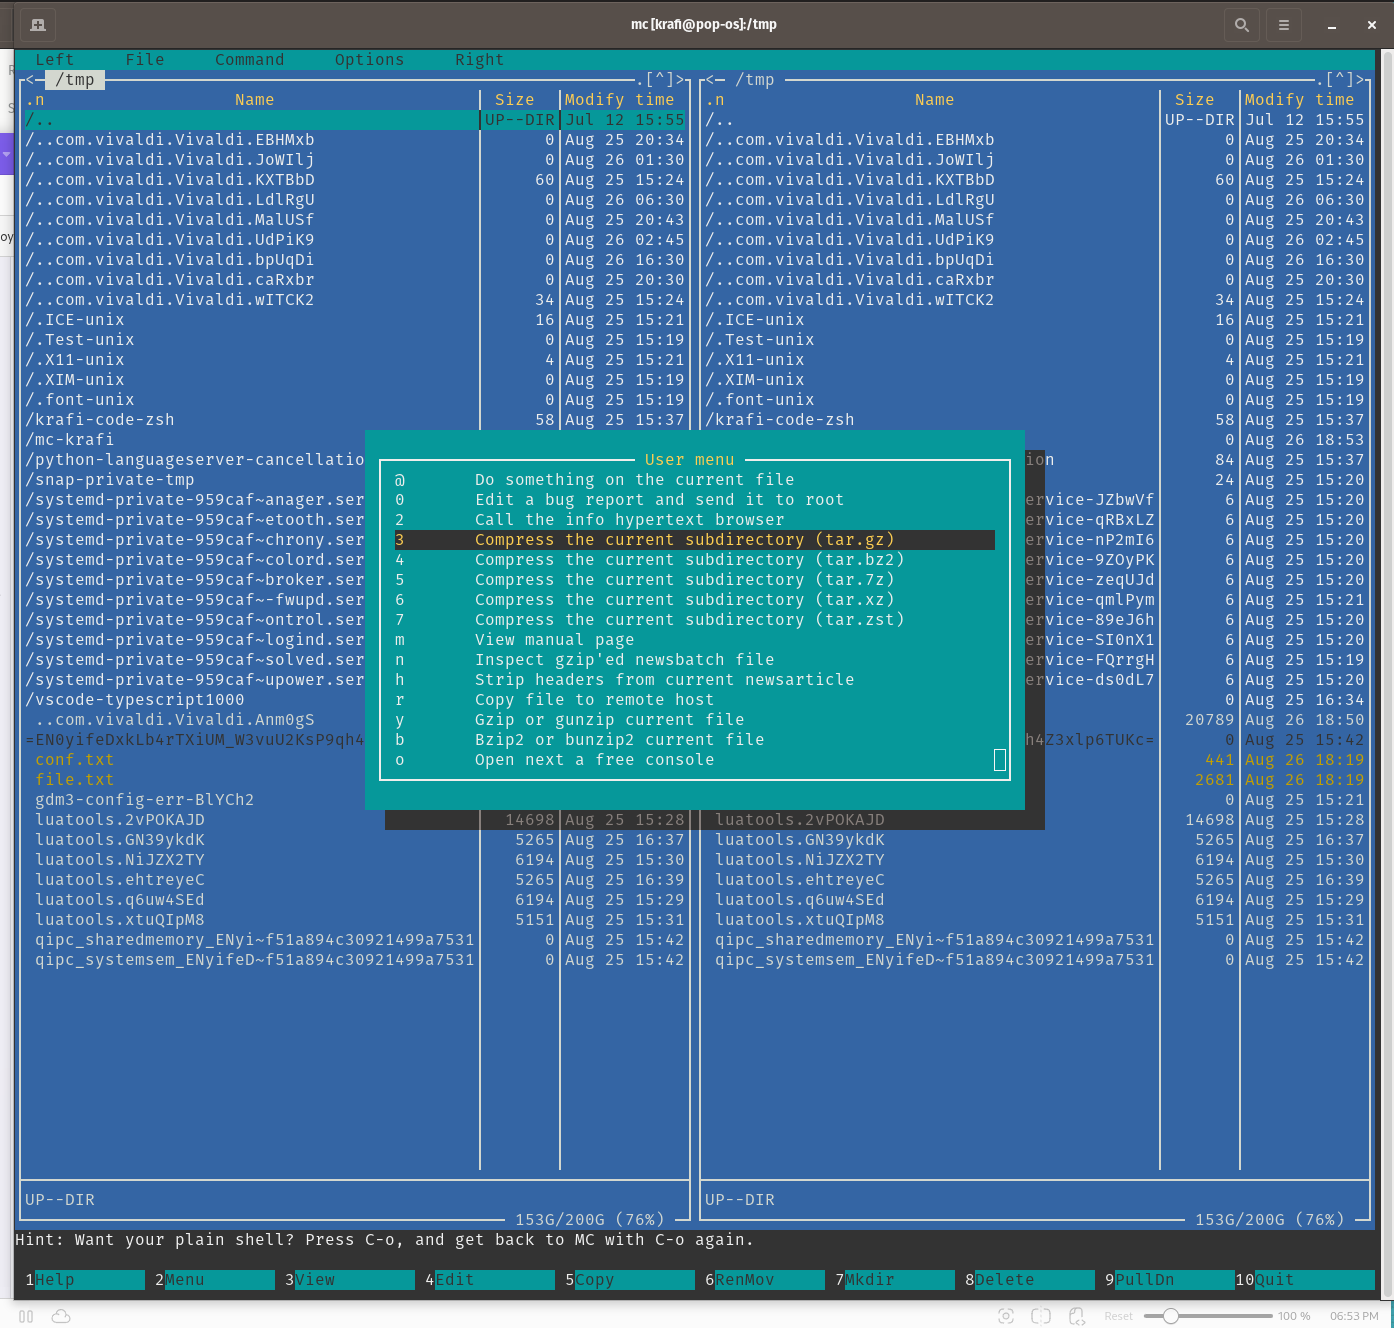 mc [krafi@pop-os]:/tmp
Left File Command Options Right
<─ /tmp ─.[^]> <─ /tmp ─.[^]>
.n Name Size Modify time .n Name Size Modify time
/.. UP--DIR Jul 12 15:55 /.. UP--DIR Jul 12 15:55
/..com.vivaldi.Vivaldi.EBHMxb 0 Aug 25 20:34 /..com.vivaldi.Vivaldi.EBHMxb 0 Aug 25 20:34
/..com.vivaldi.Vivaldi.JoWIlj 0 Aug 26 01:30 /..com.vivaldi.Vivaldi.JoWIlj 0 Aug 26 01:30
/..com.vivaldi.Vivaldi.KXTBbD 60 Aug 25 15:24 /..com.vivaldi.Vivaldi.KXTBbD 60 Aug 25 15:24
/..com.vivaldi.Vivaldi.LdlRgU 0 Aug 26 06:30 /..com.vivaldi.Vivaldi.LdlRgU 0 Aug 26 06:30
/..com.vivaldi.Vivaldi.MalUSf 0 Aug 25 20:43 /..com.vivaldi.Vivaldi.MalUSf 0 Aug 25 20:43
/..com.vivaldi.Vivaldi.UdPiK9 0 Aug 26 02:45 /..com.vivaldi.Vivaldi.UdPiK9 0 Aug 26 02:45
/..com.vivaldi.Vivaldi.bpUqDi 0 Aug 26 16:30 /..com.vivaldi.Vivaldi.bpUqDi 0 Aug 26 16:30
/..com.vivaldi.Vivaldi.caRxbr 0 Aug 25 20:30 /..com.vivaldi.Vivaldi.caRxbr 0 Aug 25 20:30
/..com.vivaldi.Vivaldi.wITCK2 34 Aug 25 15:24 /..com.vivaldi.Vivaldi.wITCK2 34 Aug 25 15:24
/.ICE-unix 16 Aug 25 15:21 /.ICE-unix 16 Aug 25 15:21
/.Test-unix 0 Aug 25 15:19 /.Test-unix 0 Aug 25 15:19
/.X11-unix 4 Aug 25 15:21 /.X11-unix 4 Aug 25 15:21
/.XIM-unix 0 Aug 25 15:19 /.XIM-unix 0 Aug 25 15:19
/.font-unix 0 Aug 25 15:19 /.font-unix 0 Aug 25 15:19
/krafi-code-zsh 58 Aug 25 15:37 /krafi-code-zsh 58 Aug 25 15:37
/mc-krafi 0 Aug 26 18:53
/python-languageserver-cancellatio User menu ion 84 Aug 25 15:37
/snap-private-tmp @ Do something on the current file 24 Aug 25 15:20
/systemd-private-959caf~anager.ser 0 Edit a bug report and send it to root ervice-JZbwVf 6 Aug 25 15:20
/systemd-private-959caf~etooth.ser 2 Call the info hypertext browser ervice-qRBxLZ 6 Aug 25 15:20
/systemd-private-959caf~chrony.ser 3 Compress the current subdirectory (tar.gz) ervice-nP2mI6 6 Aug 25 15:20
/systemd-private-959caf~colord.ser 4 Compress the current subdirectory (tar.bz2) ervice-9ZOyPK 6 Aug 25 15:20
/systemd-private-959caf~broker.ser 5 Compress the current subdirectory (tar.7z) ervice-zeqUJd 6 Aug 25 15:20
/systemd-private-959caf~-fwupd.ser 6 Compress the current subdirectory (tar.xz) ervice-qmlPym 6 Aug 25 15:21
/systemd-private-959caf~ontrol.ser 7 Compress the current subdirectory (tar.zst) ervice-89eJ6h 6 Aug 25 15:20
/systemd-private-959caf~logind.ser m View manual page ervice-SI0nX1 6 Aug 25 15:20
/systemd-private-959caf~solved.ser n Inspect gzip'ed newsbatch file ervice-FQrrgH 6 Aug 25 15:19
/systemd-private-959caf~upower.ser h Strip headers from current newsarticle ervice-ds0dL7 6 Aug 25 15:20
/vscode-typescript1000 r Copy file to remote host 0 Aug 25 16:34
..com.vivaldi.Vivaldi.Anm0gS y Gzip or gunzip current file 20789 Aug 26 18:50
=EN0yifeDxkLb4rTXiUM_W3vuU2KsP9qh4 b Bzip2 or bunzip2 current file h4Z3xlp6TUKc= 0 Aug 25 15:42
conf.txt o Open next a free console 441 Aug 26 18:19
file.txt 2681 Aug 26 18:19
gdm3-config-err-BlYCh2 0 Aug 25 15:21
luatools.2vPOKAJD 14698 Aug 25 15:28 luatools.2vPOKAJD 14698 Aug 25 15:28
luatools.GN39ykdK 5265 Aug 25 16:37 luatools.GN39ykdK 5265 Aug 25 16:37
luatools.NiJZX2TY 6194 Aug 25 15:30 luatools.NiJZX2TY 6194 Aug 25 15:30
luatools.ehtreyeC 5265 Aug 25 16:39 luatools.ehtreyeC 5265 Aug 25 16:39
luatools.q6uw4SEd 6194 Aug 25 15:29 luatools.q6uw4SEd 6194 Aug 25 15:29
luatools.xtuQIpM8 5151 Aug 25 15:31 luatools.xtuQIpM8 5151 Aug 25 15:31
qipc_sharedmemory_ENyi~f51a894c30921499a7531 0 Aug 25 15:42 qipc_sharedmemory_ENyi~f51a894c30921499a7531 0 Aug 25 15:42
qipc_systemsem_ENyifeD~f51a894c30921499a7531 0 Aug 25 15:42 qipc_systemsem_ENyifeD~f51a894c30921499a7531 0 Aug 25 15:42
UP--DIR UP--DIR
153G/200G (76%) 153G/200G (76%)
Hint: Want your plain shell? Press C-o, and get back to MC with C-o again.
1Help 2Menu 3View 4Edit 5Copy 6RenMov 7Mkdir 8Delete 9PullDn 10Quit
Reset 100 % 06:53 PM